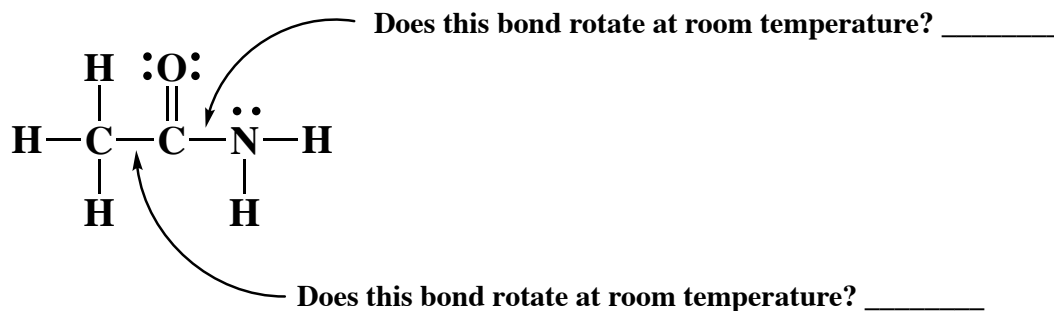 Does this bond rotate at room temperature? ________
H :O:
H C C N H
H H
Does this bond rotate at room temperature? ________